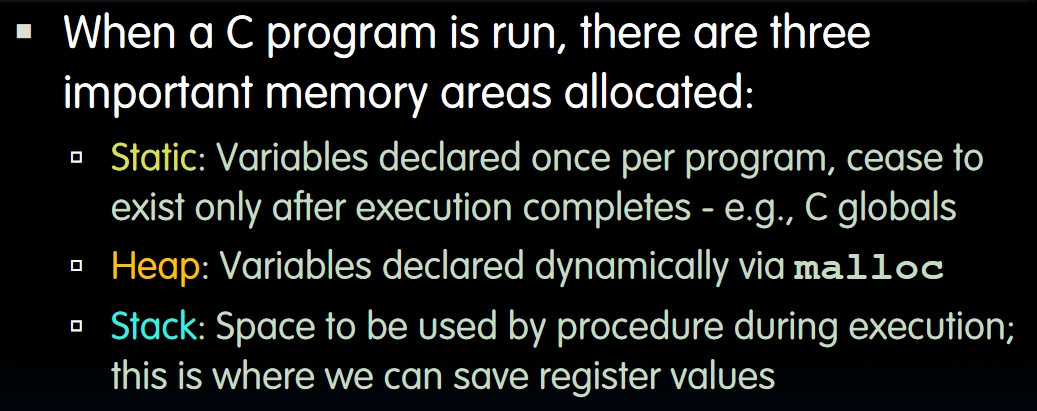 When a C program is run, there are three
important memory areas allocated:
Static: Variables declared once per program, cease to
exist only after execution completes - e.g., C globals
Heap: Variables declared dynamically via malloc
Stack: Space to be used by procedure during execution;
this is where we can save register values